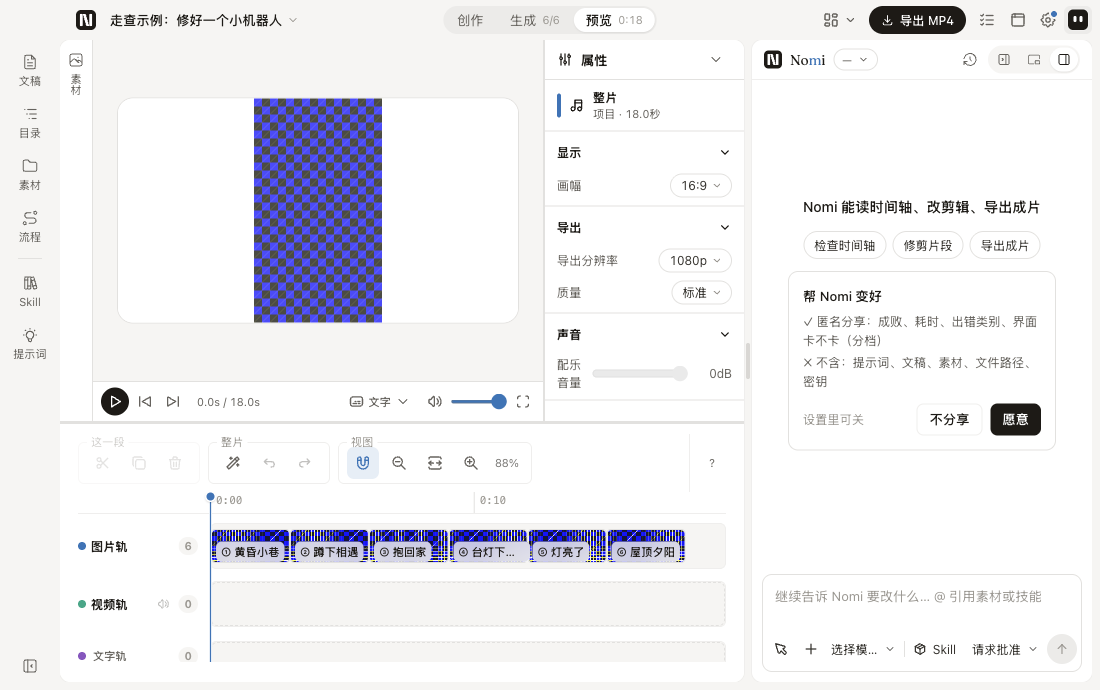 走查示例：修好一个小机器人
创作
生成 6/6
预览 0:18
导出 MP4
文稿
目录
素材
流程
Skill
提示词
素材
0.0s / 18.0s
文字
属性
整片
项目 · 18.0秒
显示
画幅
16:9
导出
导出分辨率
1080p
质量
标准
声音
配乐音量
0dB
这一段
整片
视图
88%
?
0:00
0:10
图片轨
6
① 黄昏小巷
② 蹲下相遇
③ 抱回家
④ 台灯下...
⑤ 灯亮了
⑥ 屋顶夕阳
视频轨
0
文字轨
0
Nomi
—
Nomi 能读时间轴、改剪辑、导出成片
检查时间轴
修剪片段
导出成片
帮 Nomi 变好
✓ 匿名分享：成败、耗时、出错类别、界面
卡不卡（分档）
✕ 不含：提示词、文稿、素材、文件路径、
密钥
设置里可关
不分享
愿意
继续告诉 Nomi 要改什么... @ 引用素材或技能
选择模...
Skill
请求批准